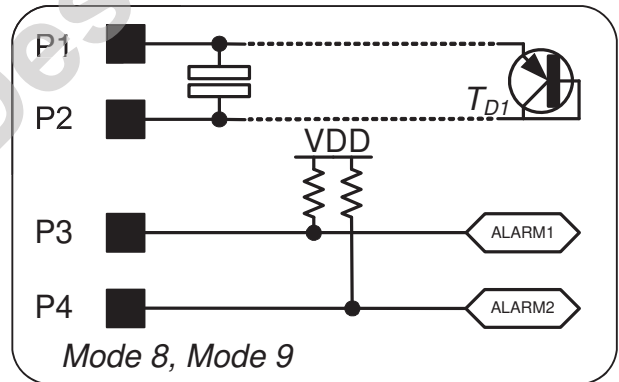 P1
T_D1
P2
VDD
P3
ALARM1
P4
ALARM2
Mode 8, Mode 9